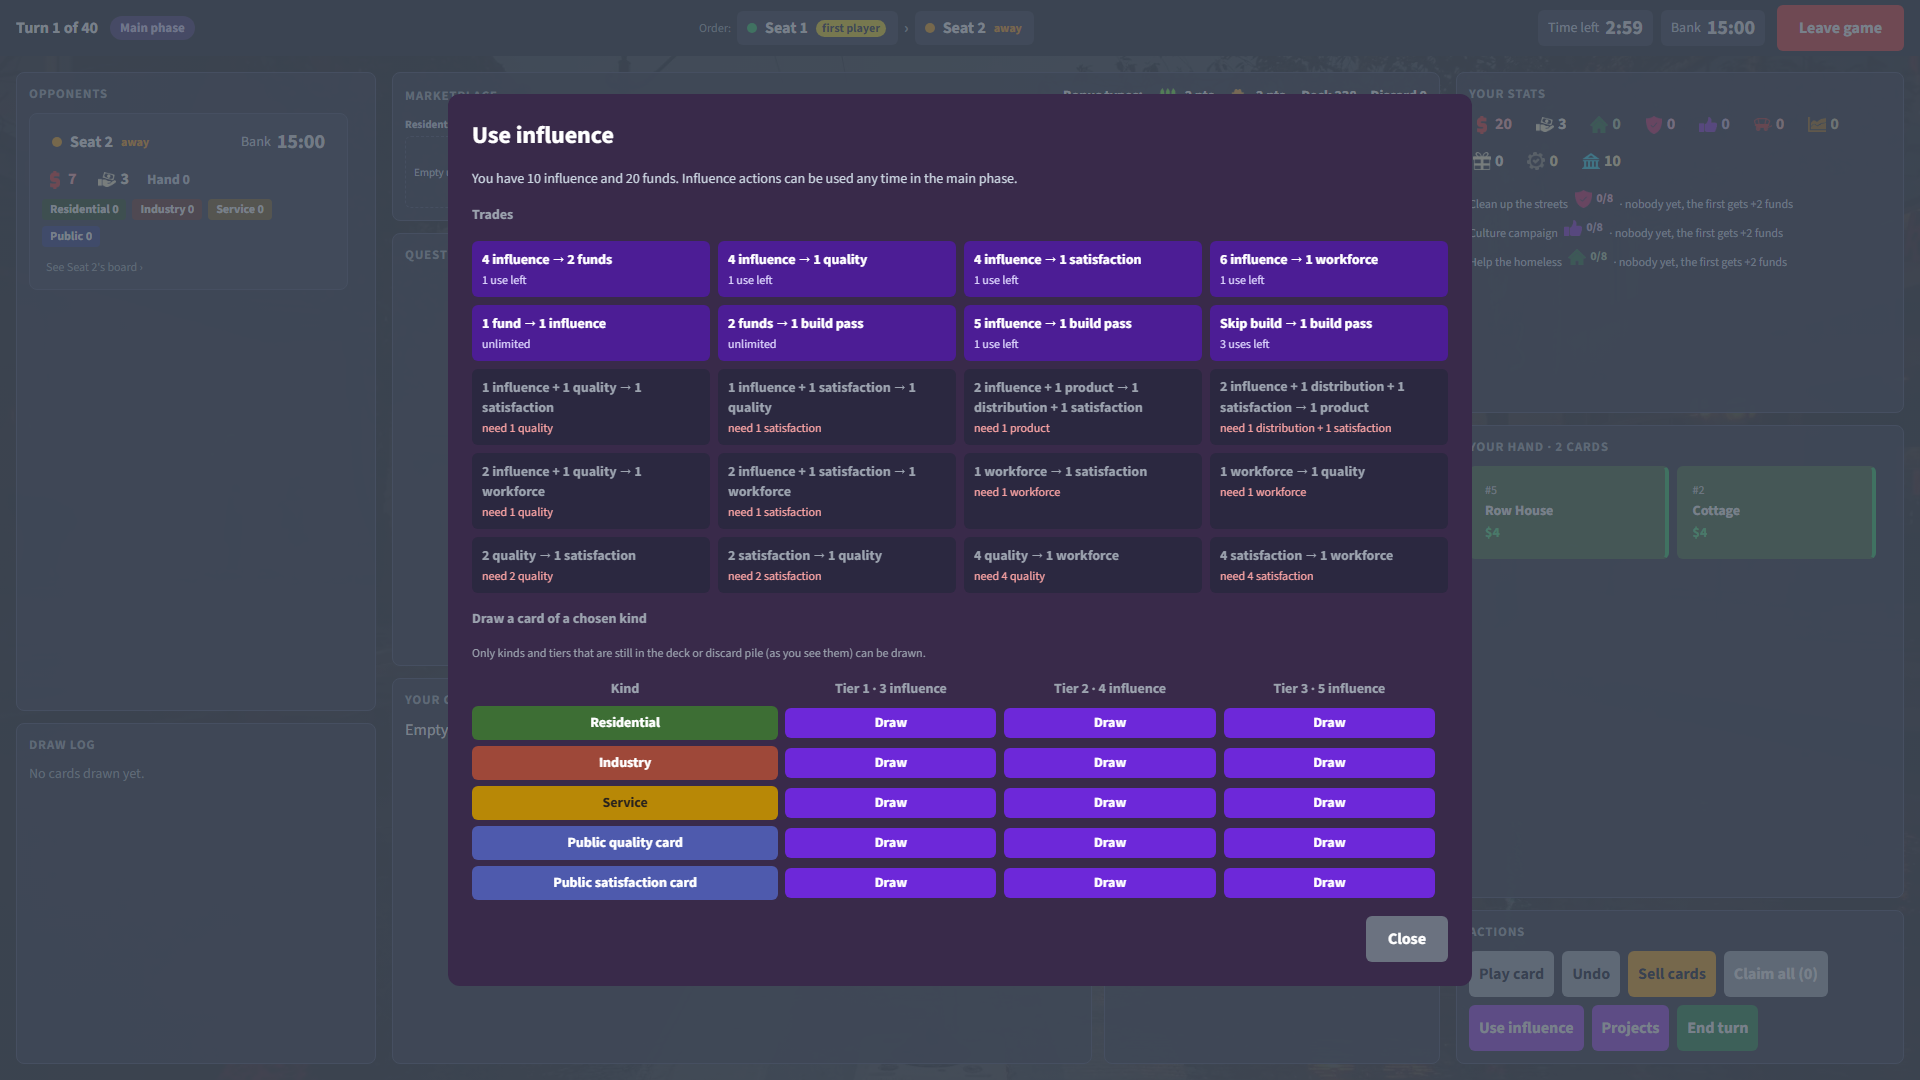 Turn 1 of 40 Main phase
Order: Seat 1 first player › Seat 2 away
Time left 2:59 Bank 15:00 Leave game
OPPONENTS
Seat 2 away Bank 15:00
7 3 Hand 0
Residential 0 Industry 0 Service 0
Public 0
See Seat 2's board ›
DRAW LOG
No cards drawn yet.
Resident
Empty
QUEST
YOUR
Empty
Use influence
You have 10 influence and 20 funds. Influence actions can be used any time in the main phase.
Trades
4 influence → 2 funds
1 use left
4 influence → 1 quality
1 use left
4 influence → 1 satisfaction
1 use left
6 influence → 1 workforce
1 use left
1 fund → 1 influence
unlimited
2 funds → 1 build pass
unlimited
5 influence → 1 build pass
1 use left
Skip build → 1 build pass
3 uses left
1 influence + 1 quality → 1
satisfaction
need 1 quality
1 influence + 1 satisfaction → 1
quality
need 1 satisfaction
2 influence + 1 product → 1
distribution + 1 satisfaction
need 1 product
2 influence + 1 distribution + 1
satisfaction → 1 product
need 1 distribution + 1 satisfaction
2 influence + 1 quality → 1
workforce
need 1 quality
2 influence + 1 satisfaction → 1
workforce
need 1 satisfaction
1 workforce → 1 satisfaction
need 1 workforce
1 workforce → 1 quality
need 1 workforce
2 quality → 1 satisfaction
need 2 quality
2 satisfaction → 1 quality
need 2 satisfaction
4 quality → 1 workforce
need 4 quality
4 satisfaction → 1 workforce
need 4 satisfaction
Draw a card of a chosen kind
Only kinds and tiers that are still in the deck or discard pile (as you see them) can be drawn.
Kind Tier 1 · 3 influence Tier 2 · 4 influence Tier 3 · 5 influence
Residential Draw Draw Draw
Industry Draw Draw Draw
Service Draw Draw Draw
Public quality card Draw Draw Draw
Public satisfaction card Draw Draw Draw
Close
YOUR STATS
20 3 0 0 0 0 0
0 0 10
Clean up the streets 0/8 · nobody yet, the first gets +2 funds
Culture campaign 0/8 · nobody yet, the first gets +2 funds
Help the homeless 0/8 · nobody yet, the first gets +2 funds
YOUR HAND · 2 CARDS
#5
Row House
$4
#2
Cottage
$4
ACTIONS
Play card Undo Sell cards Claim all (0)
Use influence Projects End turn